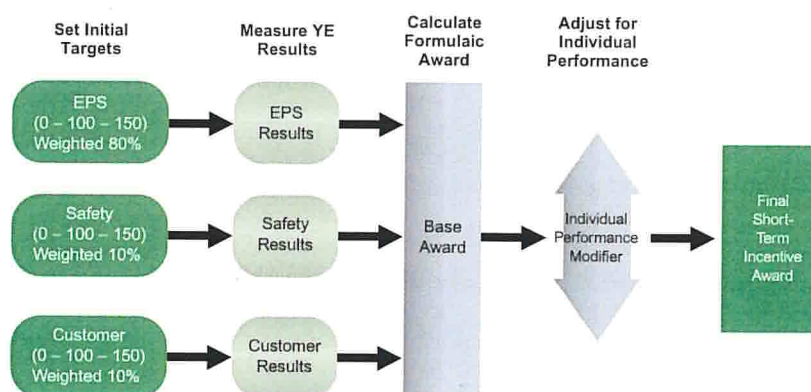 Set Initial
Targets
Measure YE
Results
Calculate
Formulaic
Award
Adjust for
Individual
Performance
EPS
(0 – 100 – 150)
Weighted 80%
EPS
Results
Safety
(0 – 100 – 150)
Weighted 10%
Safety
Results
Base
Award
Individual
Performance
Modifier
Final
Short-
Term
Incentive
Award
Customer
(0 – 100 – 150)
Weighted 10%
Customer
Results